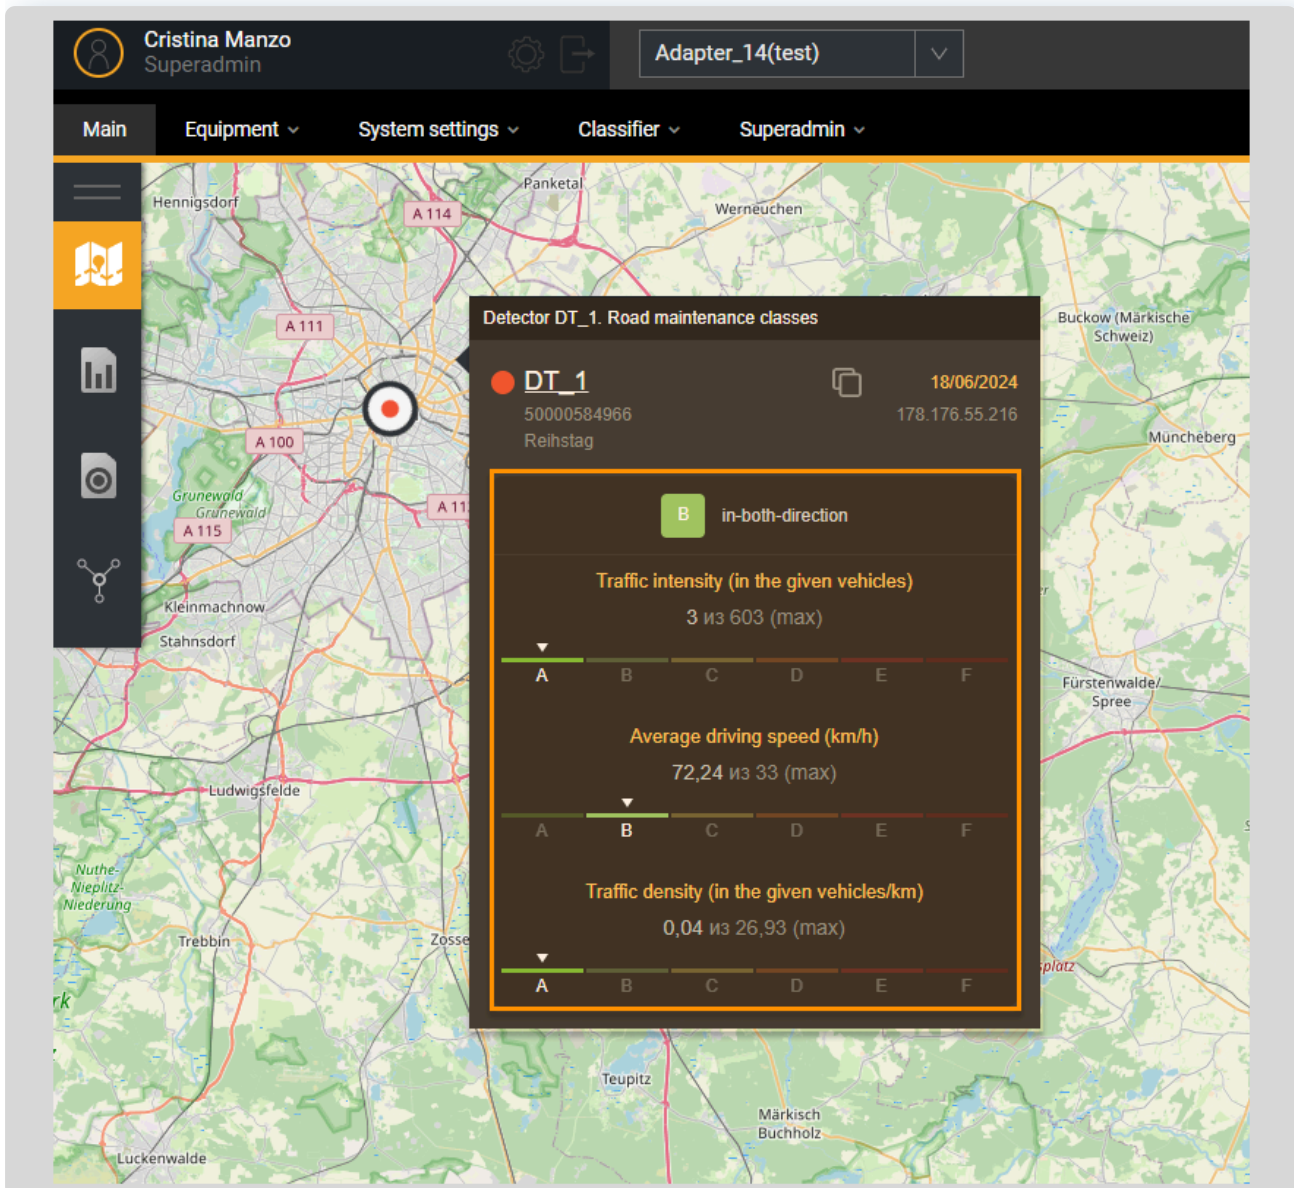 Cristina Manzo
Superadmin
Adapter_14(test)
Main
Equipment
System settings
Classifier
Superadmin
Hennigsdorf
Panketal
A 114
Werneuchen
A 111
Detector DT_1. Road maintenance classes
Buckow (Märkische
Schweiz)
DT_1
18/06/2024
50000584966
178.176.55.216
Reihstag
A 100
Müncheberg
Grunewald
Grunewald
A 115
A 11
B
in-both-direction
Traffic intensity (in the given vehicles)
3 из 603 (max)
A B C D E F
Kleinmachnow
Stahnsdorf
Fürstenwalde/
Spree
Average driving speed (km/h)
72,24 из 33 (max)
A B C D E F
Ludwigsfelde
Traffic density (in the given vehicles/km)
0,04 из 26,93 (max)
A B C D E F
Nuthe-
Nieplitz-
Niederung
Trebbin
Zosse
splatz
rk
Teupitz
Märkisch
Buchholz
Luckenwalde